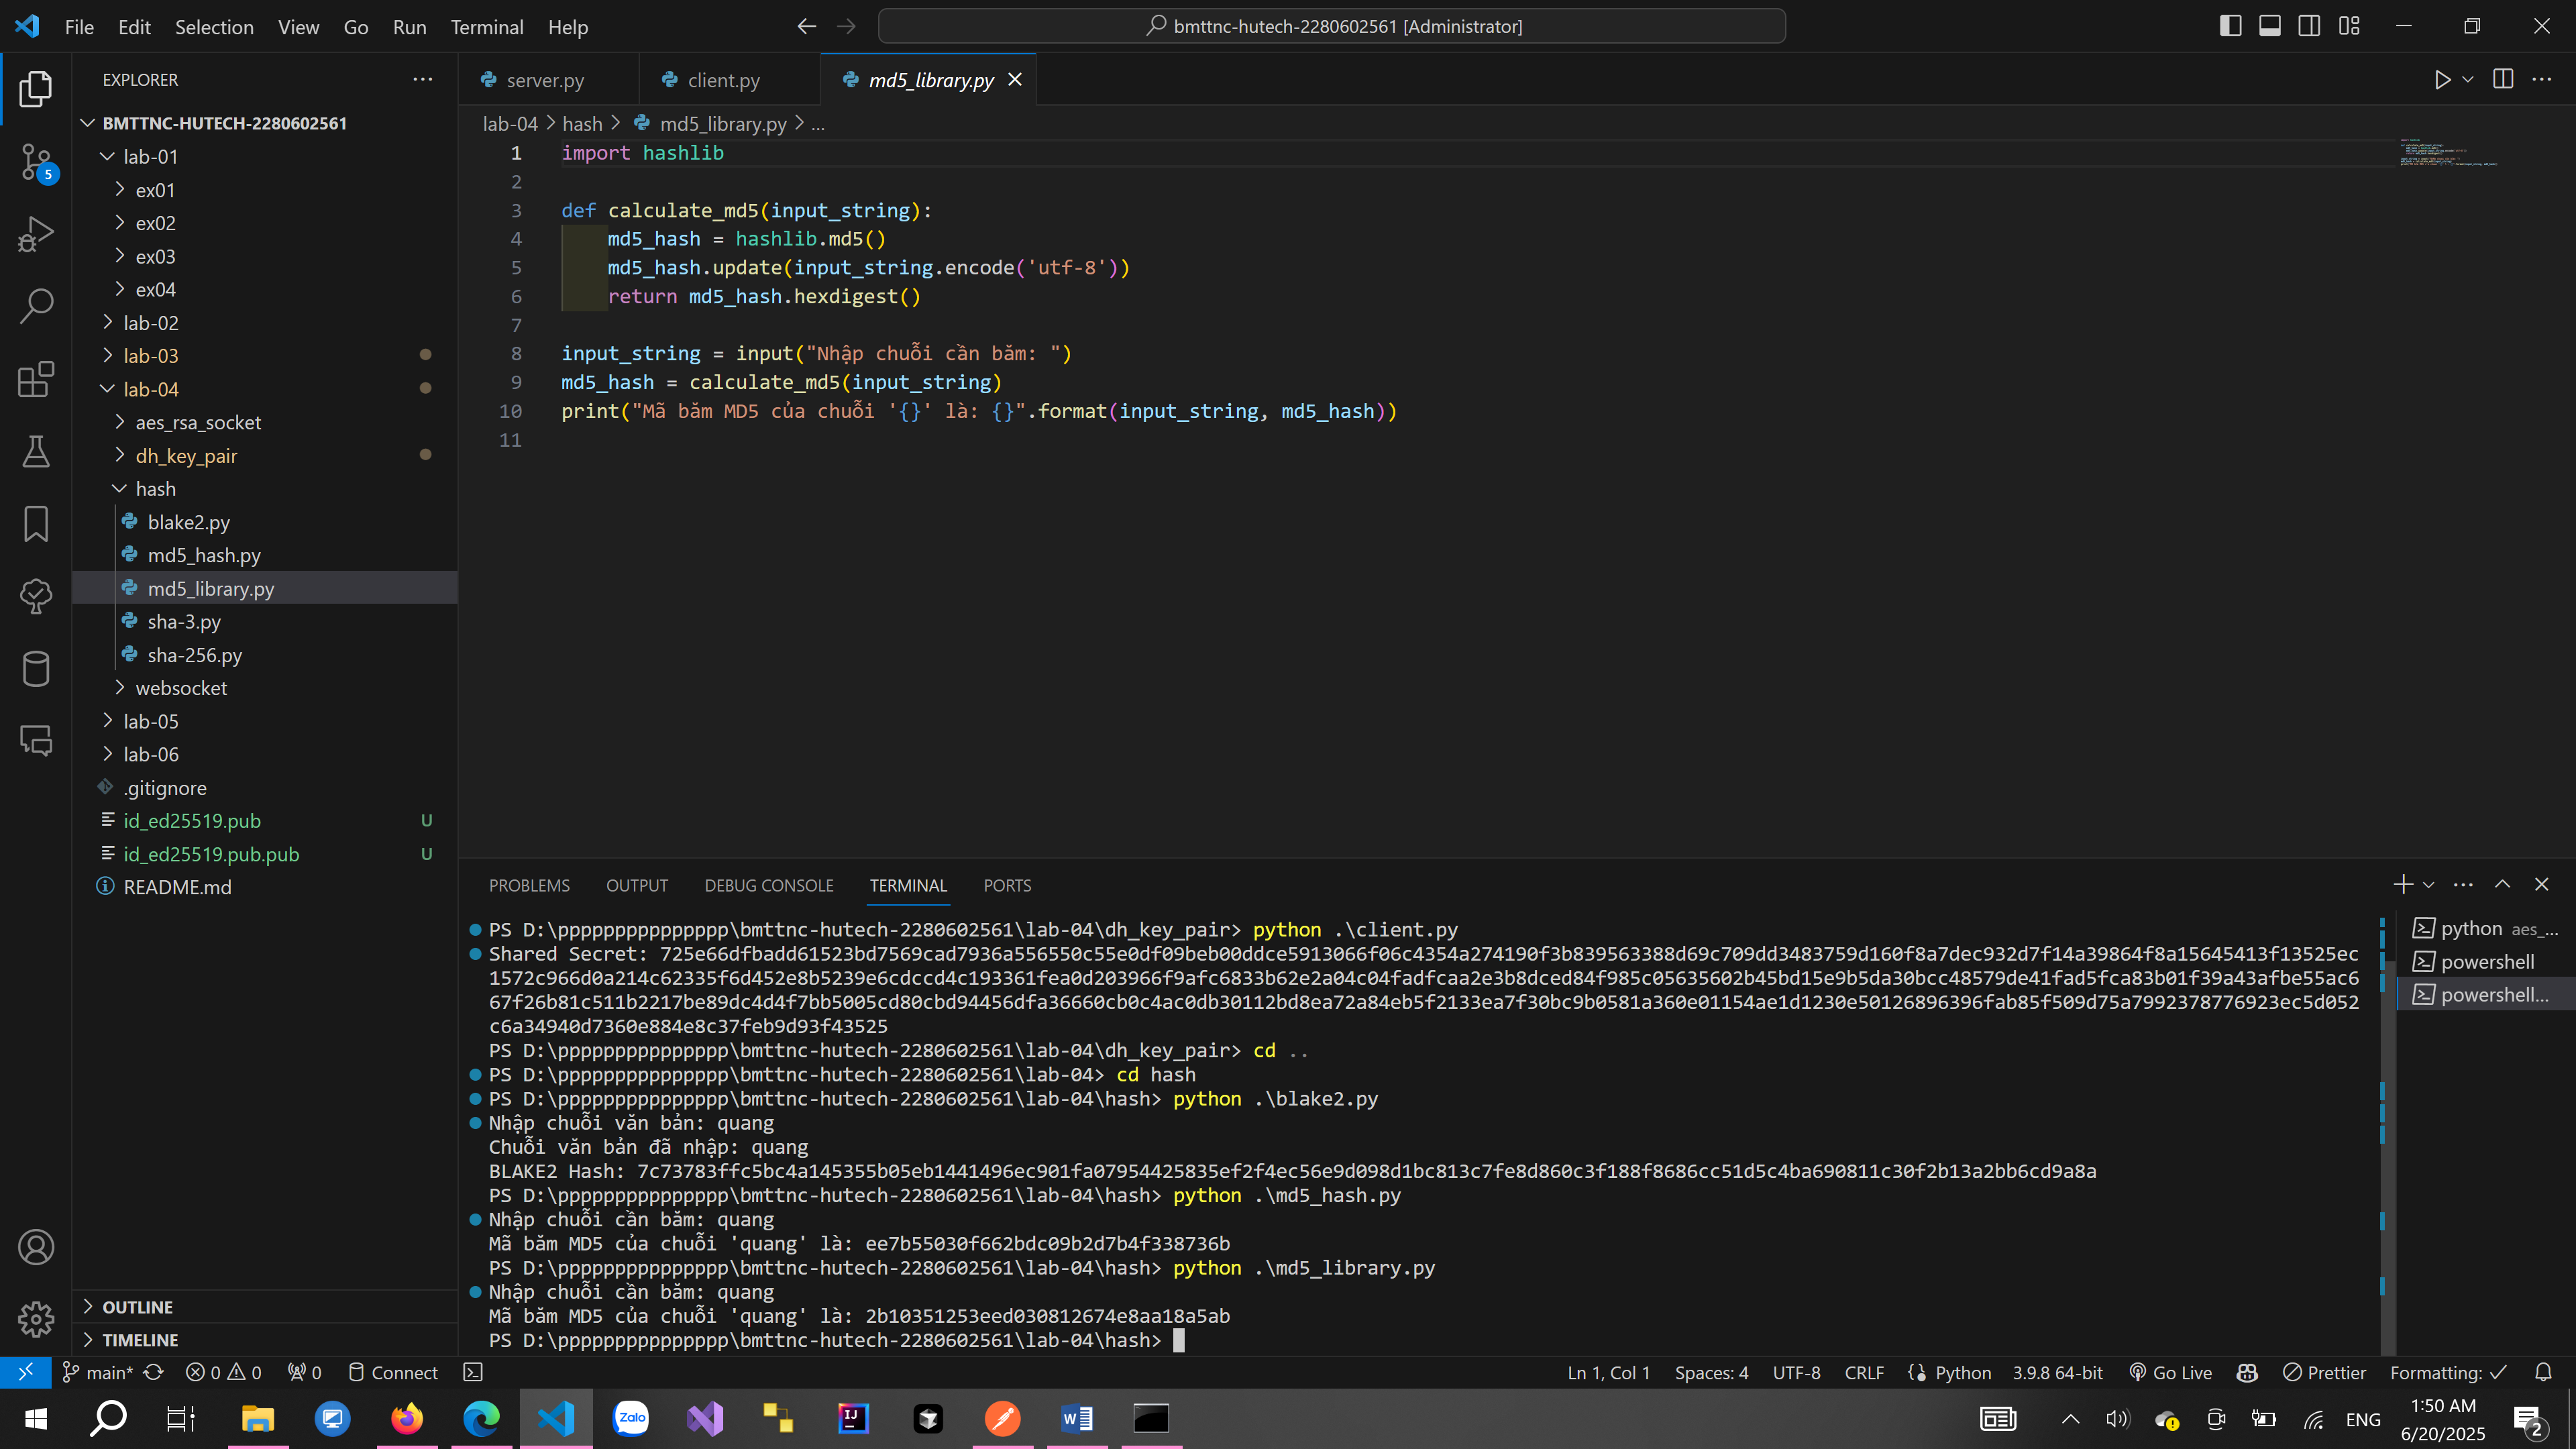 File Edit Selection View Go Run Terminal Help
bmttnc-hutech-2280602561 [Administrator]
EXPLORER
BMTTNC-HUTECH-2280602561
lab-01
ex01
ex02
ex03
ex04
lab-02
lab-03
lab-04
aes_rsa_socket
dh_key_pair
hash
blake2.py
md5_hash.py
md5_library.py
sha-3.py
sha-256.py
websocket
lab-05
lab-06
.gitignore
id_ed25519.pub U
id_ed25519.pub.pub U
README.md
OUTLINE
TIMELINE
5
server.py client.py md5_library.py
lab-04 > hash > md5_library.py > ...
1 import hashlib
2
3 def calculate_md5(input_string):
4 md5_hash = hashlib.md5()
5 md5_hash.update(input_string.encode('utf-8'))
6 return md5_hash.hexdigest()
7
8 input_string = input("Nhập chuỗi cần băm: ")
9 md5_hash = calculate_md5(input_string)
10 print("Mã băm MD5 của chuỗi '{}' là: {}".format(input_string, md5_hash))
11
PROBLEMS OUTPUT DEBUG CONSOLE TERMINAL PORTS
PS D:\ppppppppppppppp\bmttnc-hutech-2280602561\lab-04\dh_key_pair> python .\client.py
Shared Secret: 725e66dfbadd61523bd7569cad7936a556550c55e0df09beb00ddce5913066f06c4354a274190f3b839563388d69c709dd3483759d160f8a7dec932d7f14a39864f8a15645413f13525ec
1572c966d0a214c62335f6d452e8b5239e6cdccd4c193361fea0d203966f9afc6833b62e2a04c04fadfcaa2e3b8dced84f985c05635602b45bd15e9b5da30bcc48579de41fad5fca83b01f39a43afbe55ac6
67f26b81c511b2217be89dc4d4f7bb5005cd80cbd94456dfa36660cb0c4ac0db30112bd8ea72a84eb5f2133ea7f30bc9b0581a360e01154ae1d1230e50126896396fab85f509d75a7992378776923ec5d052
c6a34940d7360e884e8c37feb9d93f43525
PS D:\ppppppppppppppp\bmttnc-hutech-2280602561\lab-04\dh_key_pair> cd ..
PS D:\ppppppppppppppp\bmttnc-hutech-2280602561\lab-04> cd hash
PS D:\ppppppppppppppp\bmttnc-hutech-2280602561\lab-04\hash> python .\blake2.py
Nhập chuỗi văn bản: quang
Chuỗi văn bản đã nhập: quang
BLAKE2 Hash: 7c73783ffc5bc4a145355b05eb1441496ec901fa07954425835ef2f4ec56e9d098d1bc813c7fe8d860c3f188f8686cc51d5c4ba690811c30f2b13a2bb6cd9a8a
PS D:\ppppppppppppppp\bmttnc-hutech-2280602561\lab-04\hash> python .\md5_hash.py
Nhập chuỗi cần băm: quang
Mã băm MD5 của chuỗi 'quang' là: ee7b55030f662bdc09b2d7b4f338736b
PS D:\ppppppppppppppp\bmttnc-hutech-2280602561\lab-04\hash> python .\md5_library.py
Nhập chuỗi cần băm: quang
Mã băm MD5 của chuỗi 'quang' là: 2b10351253eed030812674e8aa18a5ab
PS D:\ppppppppppppppp\bmttnc-hutech-2280602561\lab-04\hash>
python aes_...
powershell
powershell...
main* 0 0 0 Connect
Ln 1, Col 1 Spaces: 4 UTF-8 CRLF Python 3.9.8 64-bit Go Live Prettier Formatting:
Zalo
IJ
W
ENG
1:50 AM
6/20/2025
2